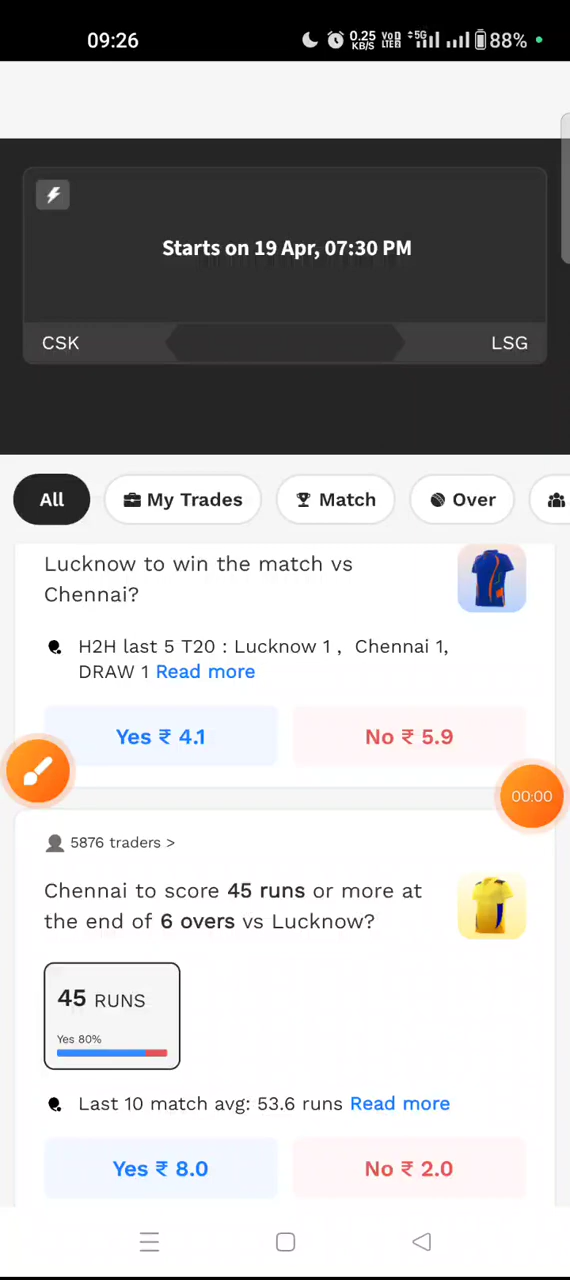 09:26
0.25 KB/S VoD LTEB 5G 88%
Starts on 19 Apr, 07:30 PM
CSK
LSG
All
My Trades
Match
Over
Lucknow to win the match vs
Chennai?
H2H last 5 T20 : Lucknow 1 , Chennai 1,
DRAW 1 Read more
Yes ₹ 4.1
No ₹ 5.9
00:00
5876 traders >
Chennai to score 45 runs or more at
the end of 6 overs vs Lucknow?
45 RUNS
Yes 80%
Last 10 match avg: 53.6 runs Read more
Yes ₹ 8.0
No ₹ 2.0